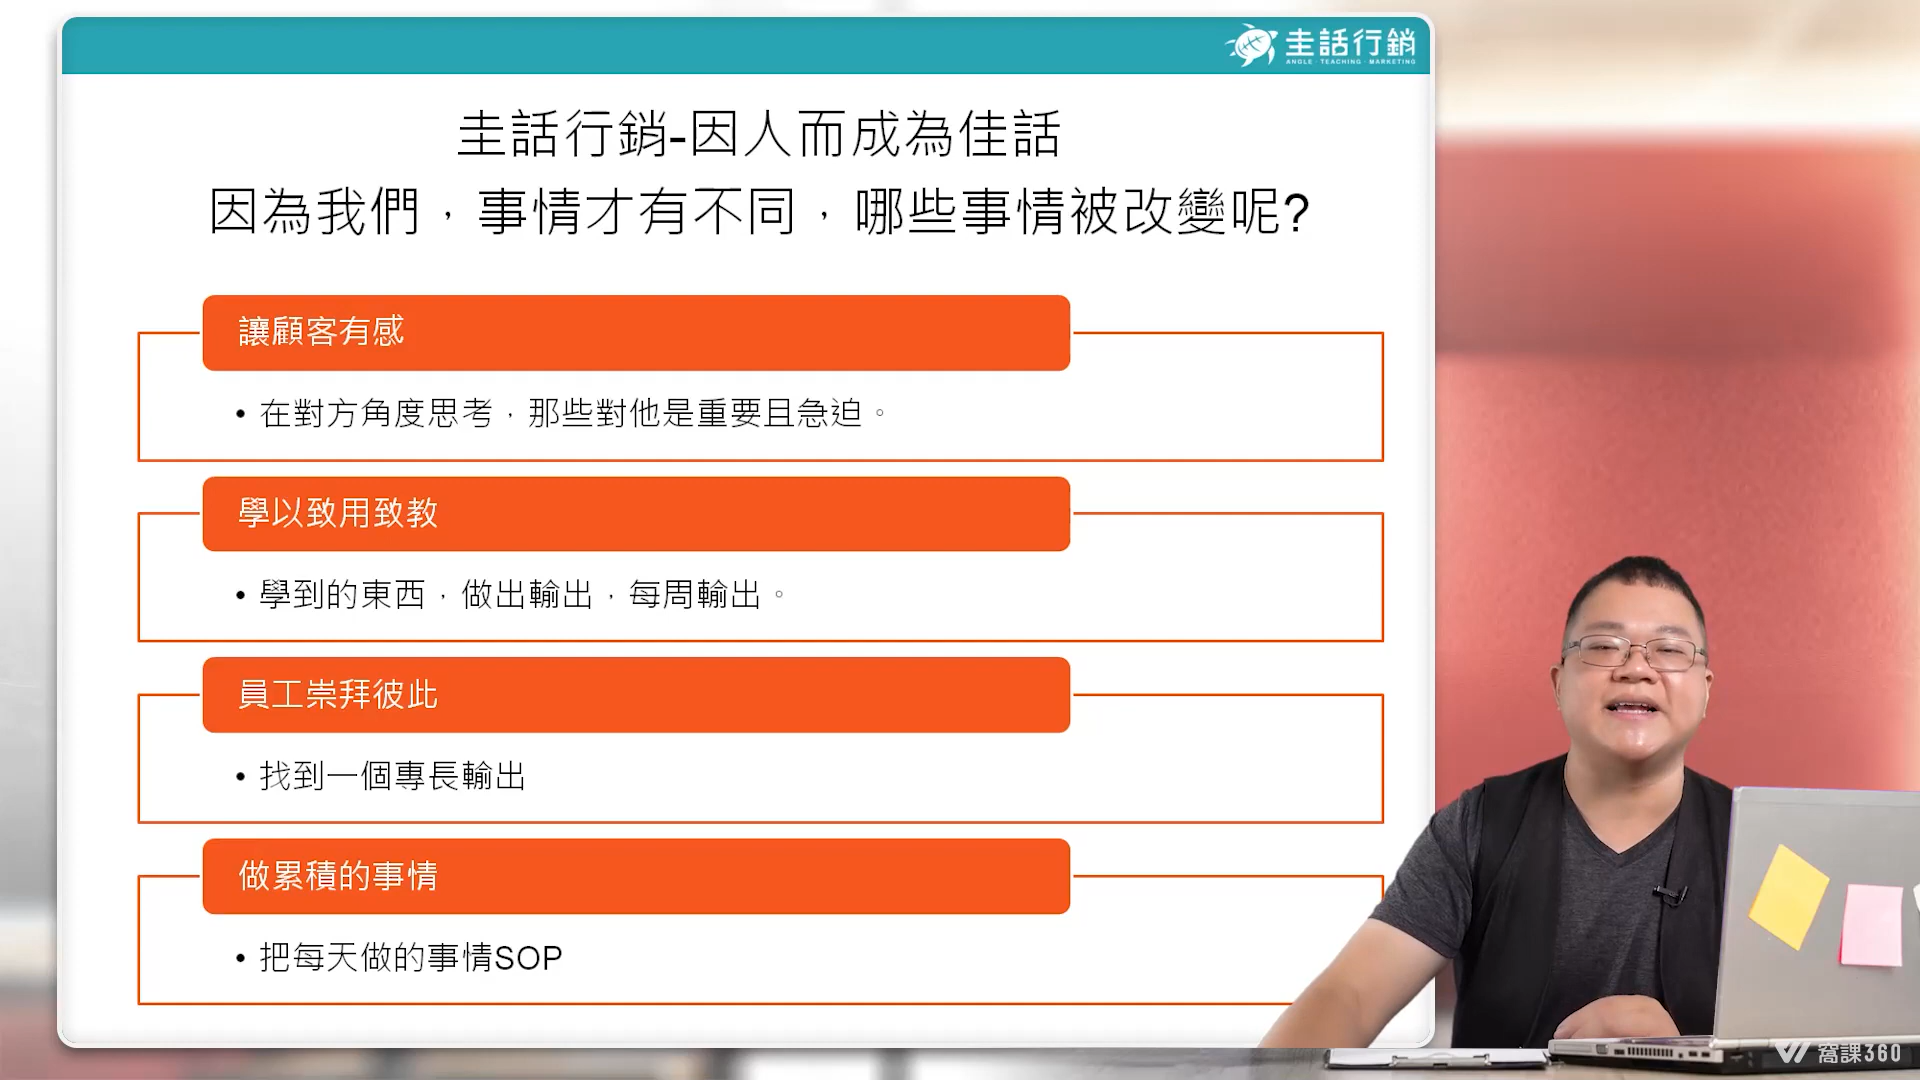 圭話行銷
ANGLE · TEACHING · MARKETING
圭話行銷-因人而成為佳話
因為我們，事情才有不同，哪些事情被改變呢?
讓顧客有感
• 在對方角度思考，那些對他是重要且急迫。
學以致用致教
• 學到的東西，做出輸出，每周輸出。
員工崇拜彼此
• 找到一個專長輸出
做累積的事情
• 把每天做的事情SOP
窩課360